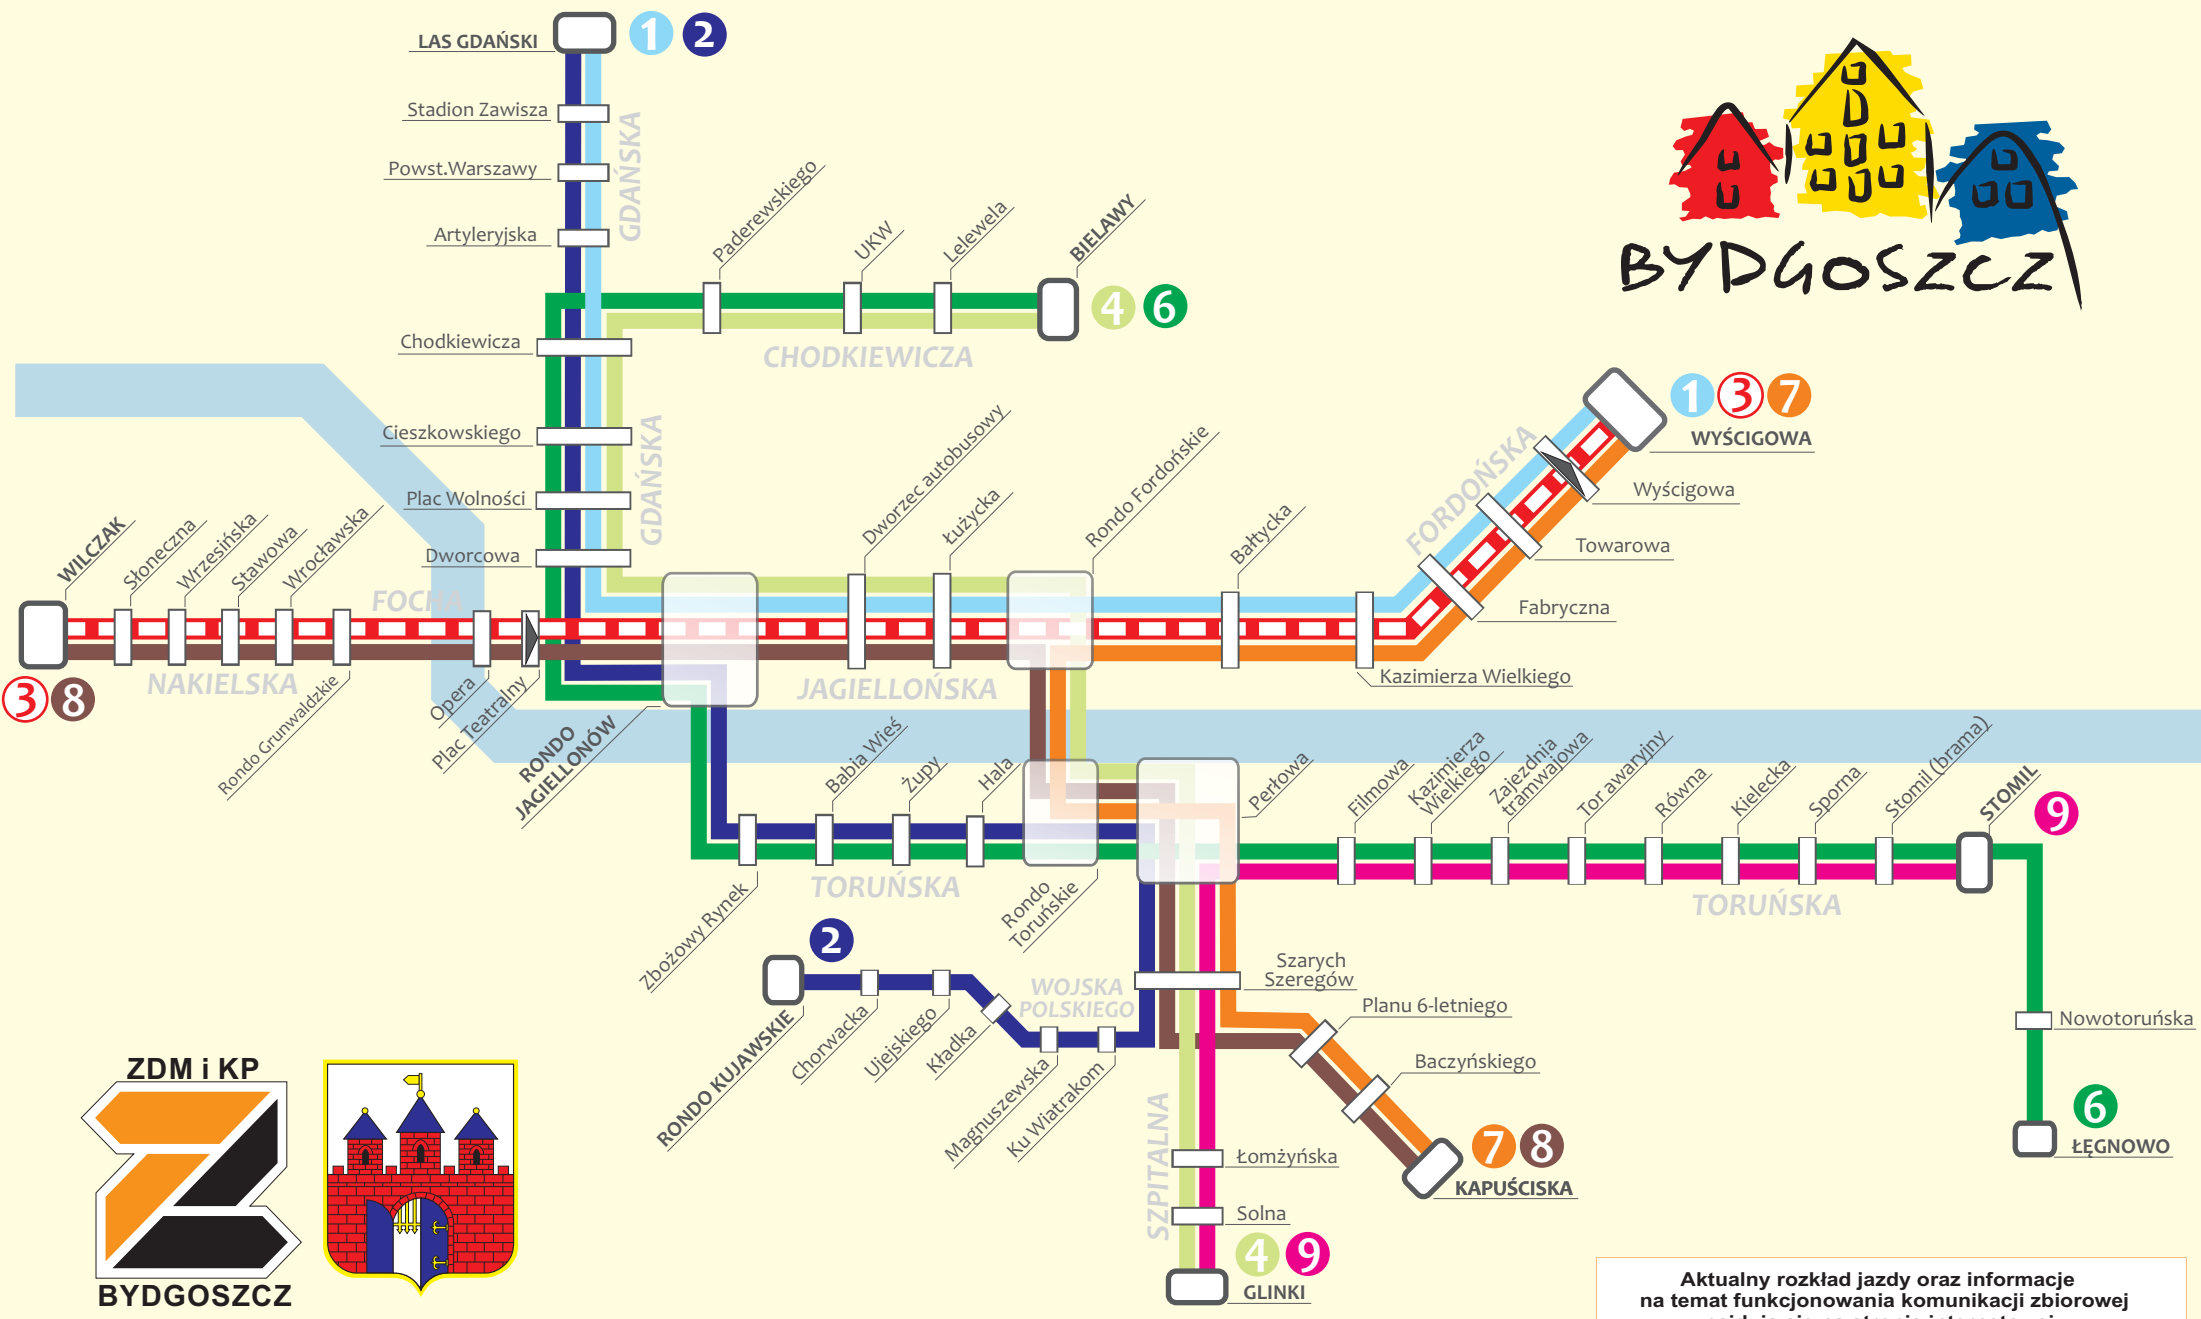 LAS GDAŃSKI
1 2
Stadion Zawisza
Powst.Warszawy
Artyleryjska
GDAŃSKA
Paderewskiego
UKW
Lelewela
BIELAWY
4 6
CHODKIEWICZA
BYDGOSZCZ
Chodkiewicza
Cieszkowskiego
Plac Wolności
Dworcowa
GDAŃSKA
Dworzec autobusowy
Łużycka
Rondo Fordońskie
Bałtycka
FORDOŃSKA
1 3 7
WYŚCIGOWA
Wyścigowa
Towarowa
Fabryczna
Kazimierza Wielkiego
WILCZAK
Słoneczna
Wrzesińska
Stawowa
Wrocławska
FOCHA
3 8
NAKIELSKA
Rondo Grunwaldzkie
Opera
Plac Teatralny
RONDO
JAGIELLONÓW
JAGIELLOŃSKA
Babia Wieś
Żupy
Hala
Perłowa
Filmowa
Kazimierza
Wielkiego
Zajezdnia
tramwajowa
Tor awaryjny
Równa
Kielecka
Sporna
Stomil (brama)
STOMIL
9
Zbożowy Rynek
TORUŃSKA
Rondo
Toruńskie
TORUŃSKA
2
RONDO KUJAWSKIE
Chorwacka
Ujejskiego
Kładka
WOJSKA
POLSKIEGO
Magnuszewska
Ku Wiatrakom
Szarych
Szeregów
Planu 6-letniego
Baczyńskiego
7 8
KAPUŚCISKA
Nowotoruńska
6
ŁĘGNOWO
SZPITALNA
Łomżyńska
Solna
4 9
GLINKI
ZDM i KP
BYDGOSZCZ
Aktualny rozkład jazdy oraz informacje
na temat funkcjonowania komunikacji zbiorowej